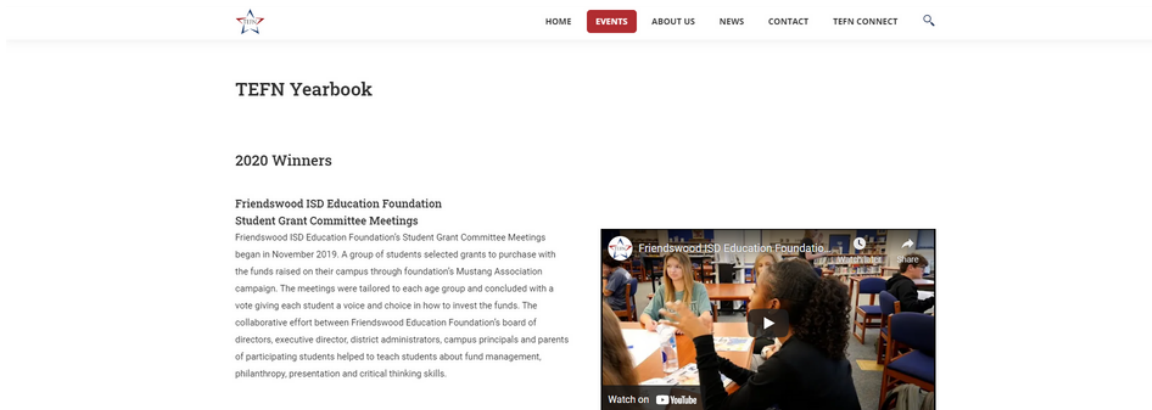 TEFN
HOME EVENTS ABOUT US NEWS CONTACT TEFN CONNECT
TEFN Yearbook
2020 Winners
Friendswood ISD Education Foundation
Student Grant Committee Meetings
Friendswood ISD Education Foundation's Student Grant Committee Meetings
began in November 2019. A group of students selected grants to purchase with
the funds raised on their campus through foundation's Mustang Association
campaign. The meetings were tailored to each age group and concluded with a
vote giving each student a voice and choice in how to invest the funds. The
collaborative effort between Friendswood Education Foundation's board of
directors, executive director, district administrators, campus principals and parents
of participating students helped to teach students about fund management,
philanthropy, presentation and critical thinking skills.
Friendswood ISD Education Foundatio...
Watch later Share
Watch on YouTube